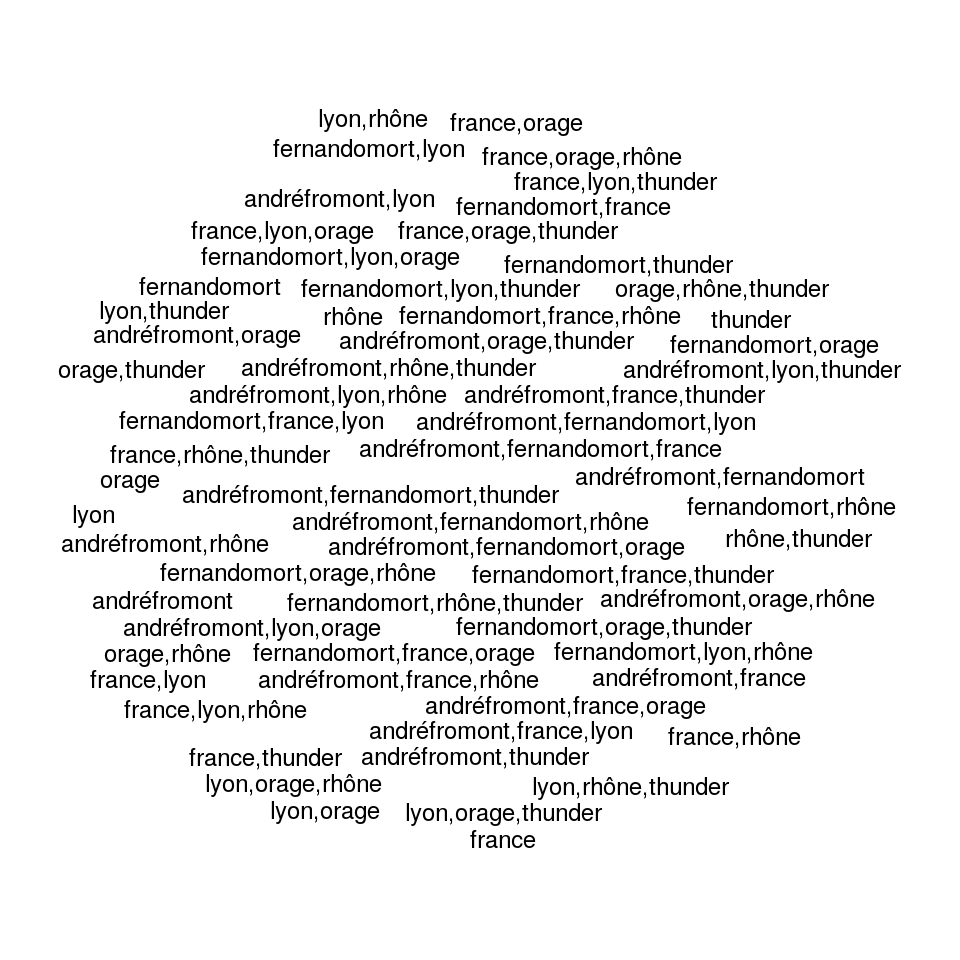 lyon,rhône
france,orage
fernandomort,lyon
france,orage,rhône
france,lyon,thunder
andréfromont,lyon
fernandomort,france
france,lyon,orage
france,orage,thunder
fernandomort,lyon,orage
fernandomort,thunder
fernandomort
fernandomort,lyon,thunder
orage,rhône,thunder
lyon,thunder
rhône
fernandomort,france,rhône
thunder
andréfromont,orage
andréfromont,orage,thunder
fernandomort,orage
orage,thunder
andréfromont,rhône,thunder
andréfromont,lyon,thunder
andréfromont,lyon,rhône
andréfromont,france,thunder
fernandomort,france,lyon
andréfromont,fernandomort,lyon
france,rhône,thunder
andréfromont,fernandomort,france
orage
andréfromont,fernandomort
andréfromont,fernandomort,thunder
fernandomort,rhône
lyon
andréfromont,fernandomort,rhône
andréfromont,rhône
andréfromont,fernandomort,orage
rhône,thunder
fernandomort,orage,rhône
fernandomort,france,thunder
andréfromont
fernandomort,rhône,thunder
andréfromont,orage,rhône
andréfromont,lyon,orage
fernandomort,orage,thunder
orage,rhône
fernandomort,france,orage
fernandomort,lyon,rhône
france,lyon
andréfromont,france,rhône
andréfromont,france
france,lyon,rhône
andréfromont,france,orage
andréfromont,france,lyon
france,rhône
france,thunder
andréfromont,thunder
lyon,orage,rhône
lyon,rhône,thunder
lyon,orage
lyon,orage,thunder
france